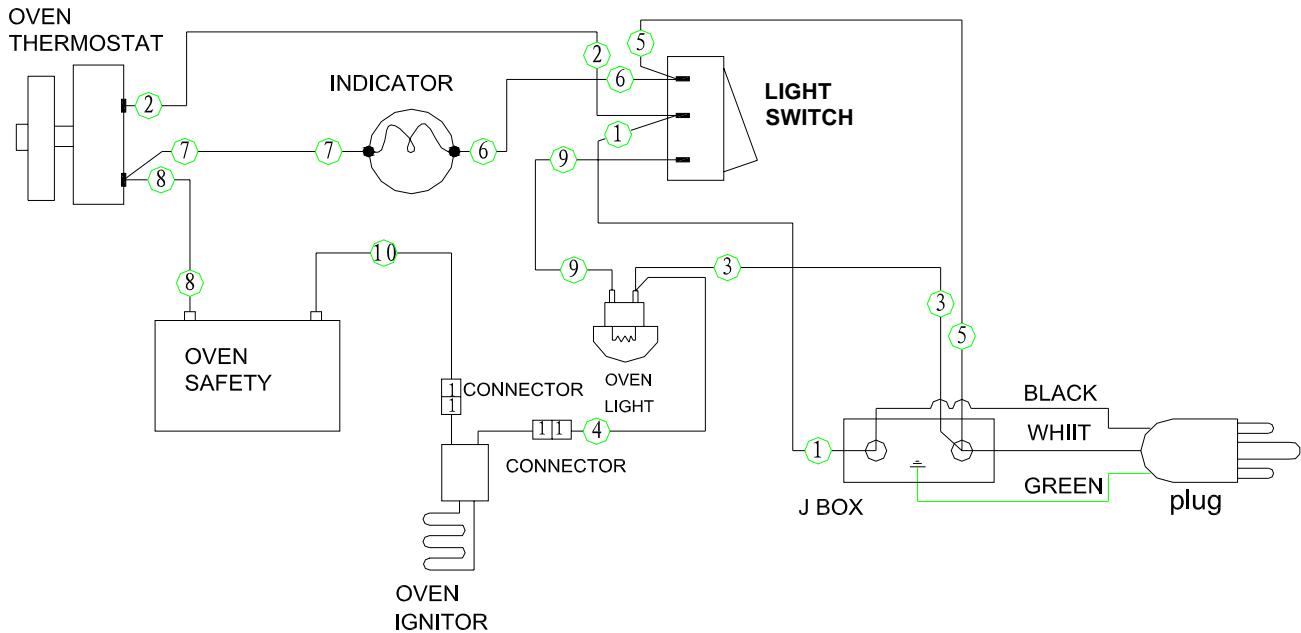 OVEN
THERMOSTAT
2
7
8
8
7
INDICATOR
6
6
2
5
1
9
LIGHT
SWITCH
10
9
3
3
5
OVEN
SAFETY
OVEN
LIGHT
1
1
CONNECTOR
11
4
CONNECTOR
OVEN
IGNITOR
1
J BOX
BLACK
WHIIT
GREEN
plug